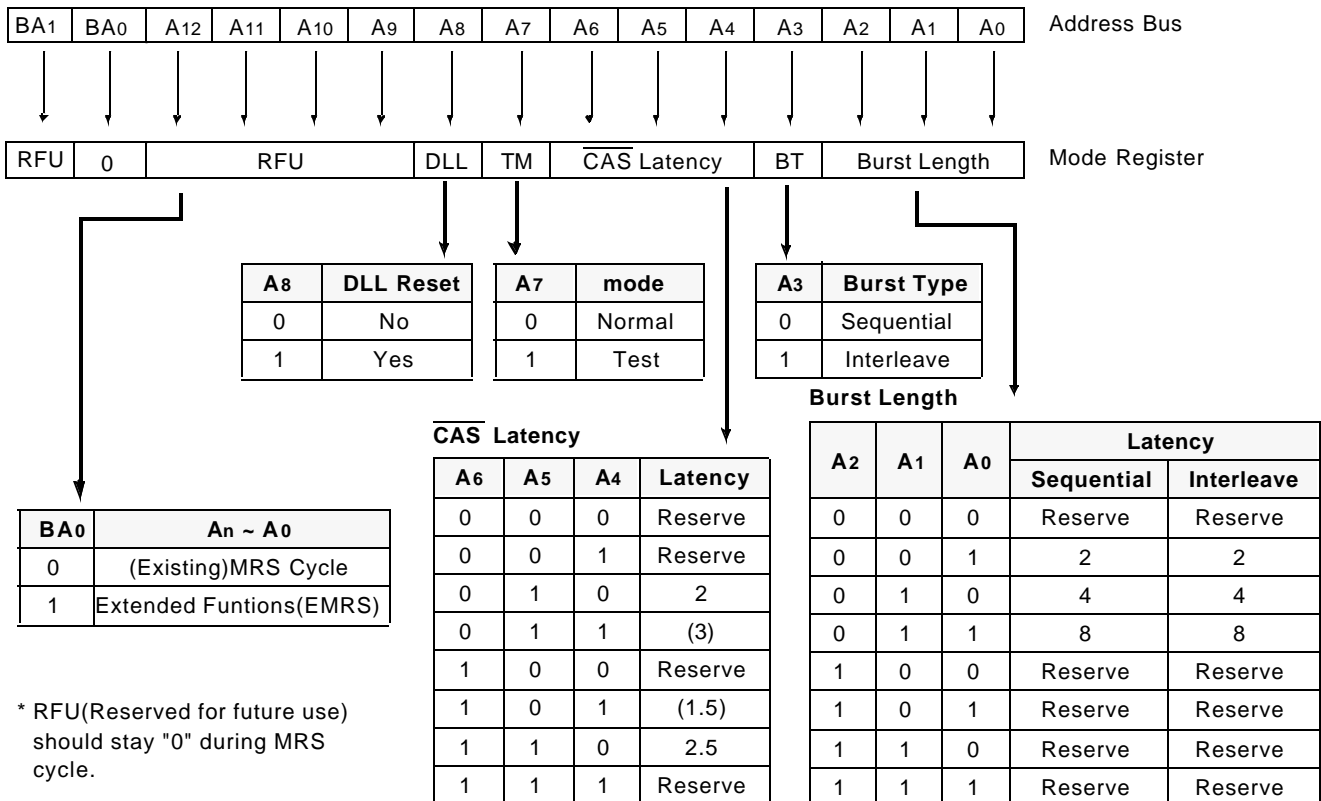 BA1 BA0 A12 A11 A10 A9 A8 A7 A6 A5 A4 A3 A2 A1 A0 Address Bus
RFU 0 RFU DLL TM CAS Latency BT Burst Length Mode Register
A8 DLL Reset
0 No
1 Yes
A7 mode
0 Normal
1 Test
A3 Burst Type
0 Sequential
1 Interleave
BA0 An ~ A0
0 (Existing)MRS Cycle
1 Extended Funtions(EMRS)
* RFU(Reserved for future use)
should stay "0" during MRS
cycle.
CAS Latency
A6 A5 A4 Latency
0 0 0 Reserve
0 0 1 Reserve
0 1 0 2
0 1 1 (3)
1 0 0 Reserve
1 0 1 (1.5)
1 1 0 2.5
1 1 1 Reserve
Burst Length
A2 A1 A0 Latency
Sequential Interleave
0 0 0 Reserve Reserve
0 0 1 2 2
0 1 0 4 4
0 1 1 8 8
1 0 0 Reserve Reserve
1 0 1 Reserve Reserve
1 1 0 Reserve Reserve
1 1 1 Reserve Reserve